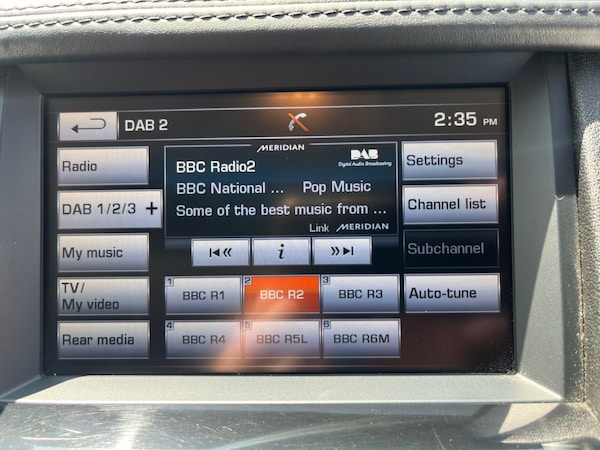 DAB 2
2:35 PM
MERIDIAN
Radio
BBC Radio2
DAB
Digital Audio Broadcasting
Settings
BBC National ... Pop Music
DAB 1/2/3 +
Some of the best music from ...
Channel list
Link MERIDIAN
My music
i
Subchannel
TV/
My video
1 BBC R1
2 BBC R2
3 BBC R3
Auto-tune
Rear media
4 BBC R4
5 BBC R5L
6 BBC R6M